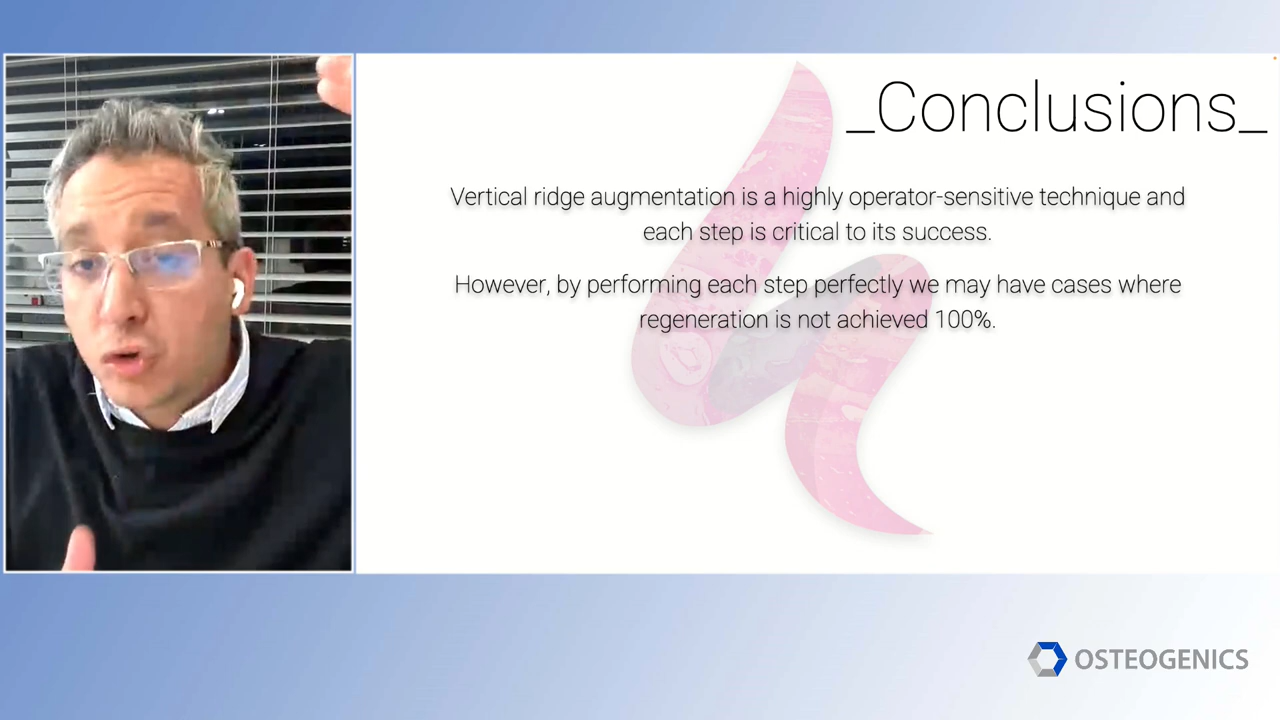 _Conclusions_
Vertical ridge augmentation is a highly operator-sensitive technique and
each step is critical to its success.
However, by performing each step perfectly we may have cases where
regeneration is not achieved 100%.
OSTEOGENICS